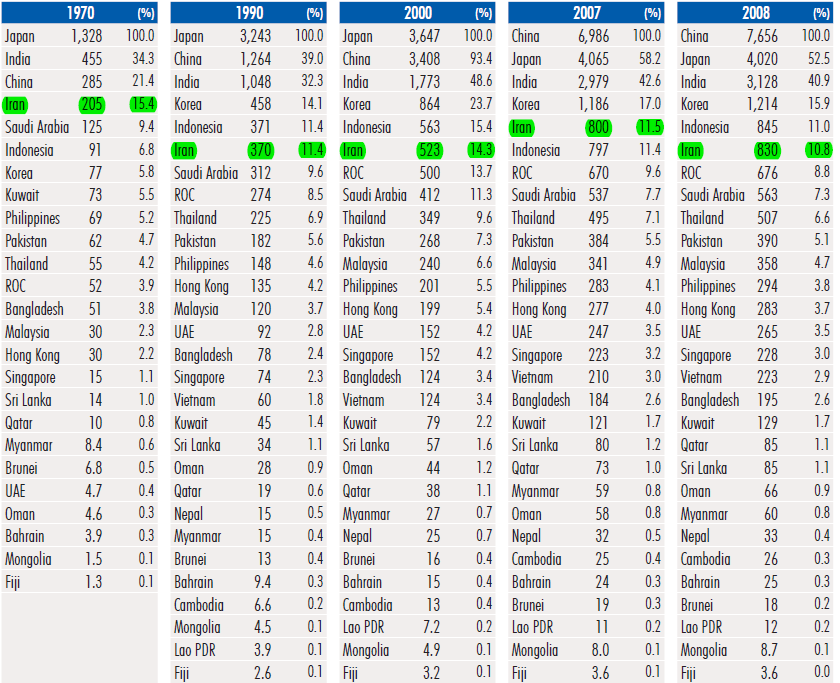 1970 (%) 1990 (%) 2000 (%) 2007 (%) 2008 (%)
Japan 1,328 100.0 Japan 3,243 100.0 Japan 3,647 100.0 China 6,986 100.0 China 7,656 100.0
India 455 34.3 China 1,264 39.0 China 3,408 93.4 Japan 4,065 58.2 Japan 4,020 52.5
China 285 21.4 India 1,048 32.3 India 1,773 48.6 India 2,979 42.6 India 3,128 40.9
Iran 205 15.4 Korea 458 14.1 Korea 864 23.7 Korea 1,186 17.0 Korea 1,214 15.9
Saudi Arabia 125 9.4 Indonesia 371 11.4 Indonesia 563 15.4 Iran 800 11.5 Indonesia 845 11.0
Indonesia 91 6.8 Iran 370 11.4 Iran 523 14.3 Indonesia 797 11.4 Iran 830 10.8
Korea 77 5.8 Saudi Arabia 312 9.6 ROC 500 13.7 ROC 670 9.6 ROC 676 8.8
Kuwait 73 5.5 ROC 274 8.5 Saudi Arabia 412 11.3 Saudi Arabia 537 7.7 Saudi Arabia 563 7.3
Philippines 69 5.2 Thailand 225 6.9 Thailand 349 9.6 Thailand 495 7.1 Thailand 507 6.6
Pakistan 62 4.7 Pakistan 182 5.6 Pakistan 268 7.3 Pakistan 384 5.5 Pakistan 390 5.1
Thailand 55 4.2 Philippines 148 4.6 Malaysia 240 6.6 Malaysia 341 4.9 Malaysia 358 4.7
ROC 52 3.9 Hong Kong 135 4.2 Philippines 201 5.5 Philippines 283 4.1 Philippines 294 3.8
Bangladesh 51 3.8 Malaysia 120 3.7 Hong Kong 199 5.4 Hong Kong 277 4.0 Hong Kong 283 3.7
Malaysia 30 2.3 UAE 92 2.8 UAE 152 4.2 UAE 247 3.5 UAE 265 3.5
Hong Kong 30 2.2 Bangladesh 78 2.4 Singapore 152 4.2 Singapore 223 3.2 Singapore 228 3.0
Singapore 15 1.1 Singapore 74 2.3 Bangladesh 124 3.4 Vietnam 210 3.0 Vietnam 223 2.9
Sri Lanka 14 1.0 Vietnam 60 1.8 Vietnam 124 3.4 Bangladesh 184 2.6 Bangladesh 195 2.6
Qatar 10 0.8 Kuwait 45 1.4 Kuwait 79 2.2 Kuwait 121 1.7 Kuwait 129 1.7
Myanmar 8.4 0.6 Sri Lanka 34 1.1 Sri Lanka 57 1.6 Sri Lanka 80 1.2 Qatar 85 1.1
Brunei 6.8 0.5 Oman 28 0.9 Oman 44 1.2 Qatar 73 1.0 Sri Lanka 85 1.1
UAE 4.7 0.4 Qatar 19 0.6 Qatar 38 1.1 Myanmar 59 0.8 Oman 66 0.9
Oman 4.6 0.3 Nepal 15 0.5 Myanmar 27 0.7 Oman 58 0.8 Myanmar 60 0.8
Bahrain 3.9 0.3 Myanmar 15 0.4 Nepal 25 0.7 Nepal 32 0.5 Nepal 33 0.4
Mongolia 1.5 0.1 Brunei 13 0.4 Brunei 16 0.4 Cambodia 25 0.4 Cambodia 26 0.3
Fiji 1.3 0.1 Bahrain 9.4 0.3 Bahrain 15 0.4 Bahrain 24 0.3 Bahrain 25 0.3
Cambodia 6.6 0.2 Cambodia 13 0.4 Brunei 19 0.3 Brunei 18 0.2
Mongolia 4.5 0.1 Lao PDR 7.2 0.2 Lao PDR 11 0.2 Lao PDR 12 0.2
Lao PDR 3.9 0.1 Mongolia 4.9 0.1 Mongolia 8.0 0.1 Mongolia 8.7 0.1
Fiji 2.6 0.1 Fiji 3.2 0.1 Fiji 3.6 0.1 Fiji 3.6 0.0